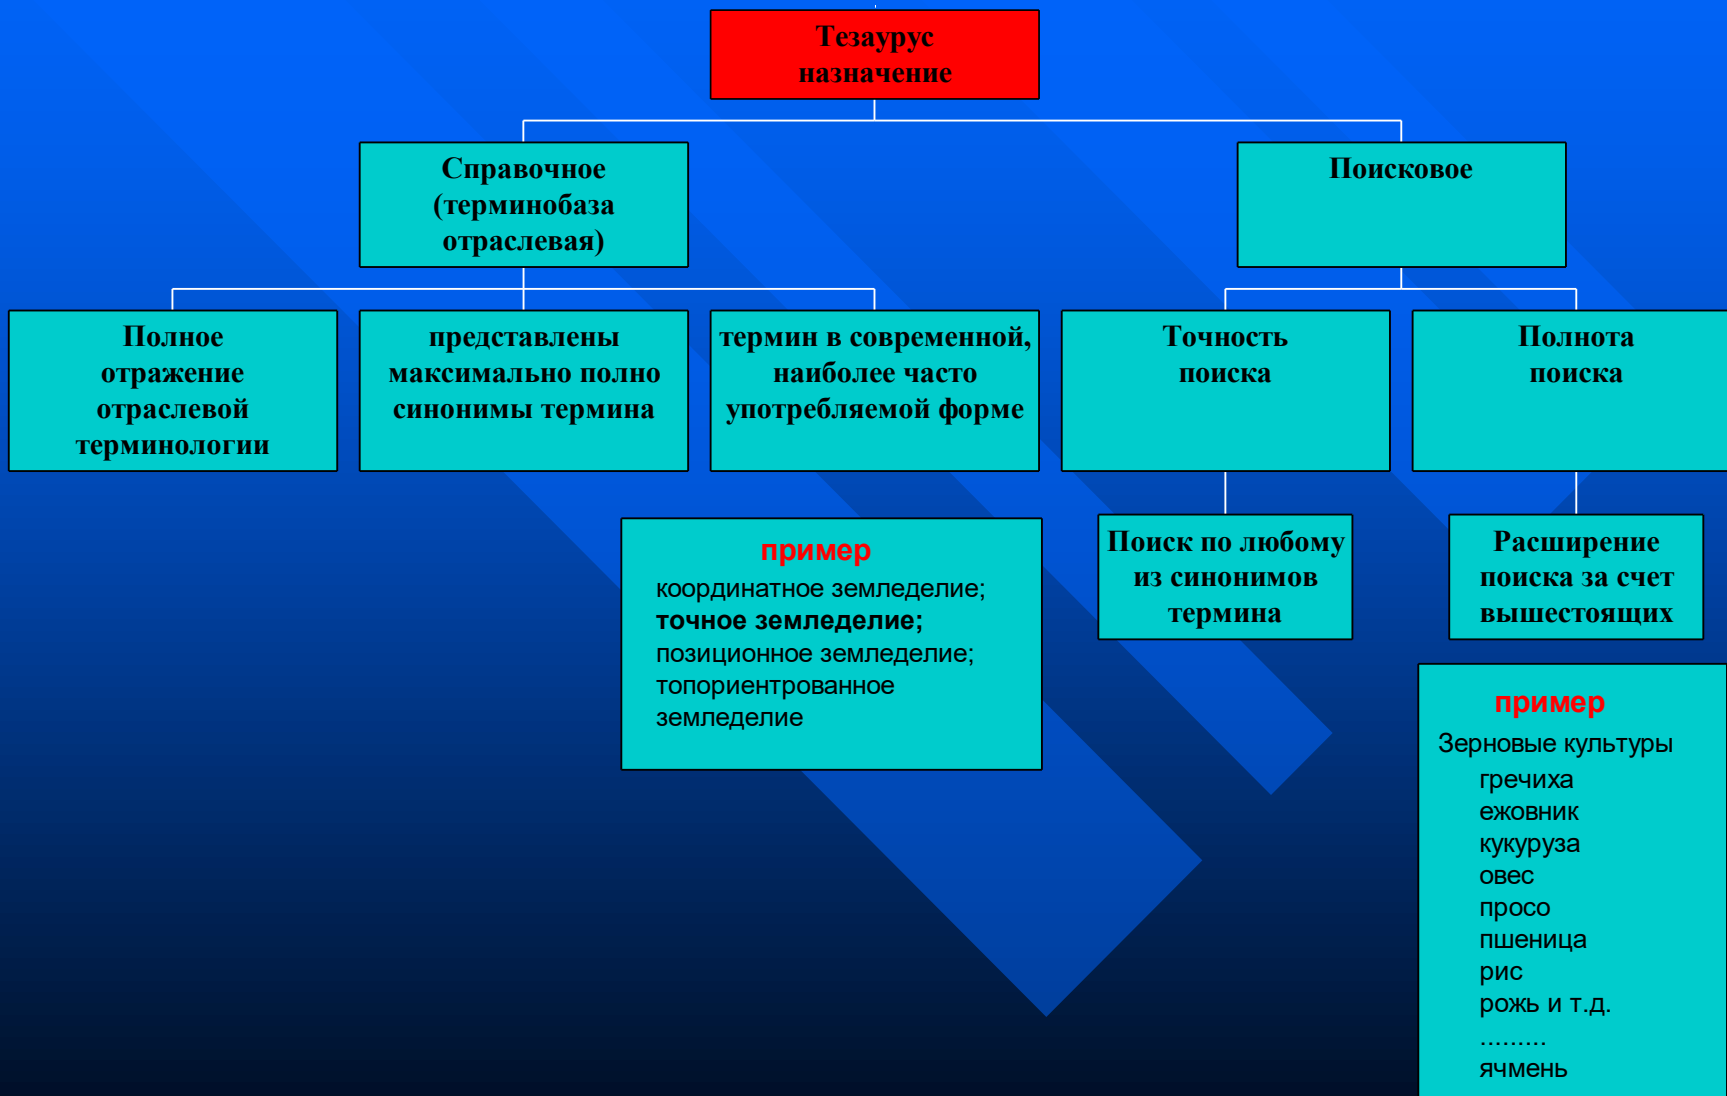 Тезаурус
назначение
Справочное
(терминобаза
отраслевая)
Поисковое
Полное
отражение
отраслевой
терминологии
представлены
максимально полно
синонимы термина
термин в современной,
наиболее часто
употребляемой форме
Точность
поиска
Полнота
поиска
пример
координатное земледелие;
точное земледелие;
позиционное земледелие;
топориентрованное
земледелие
Поиск по любому
из синонимов
термина
Расширение
поиска за счет
вышестоящих
пример
Зерновые культуры
гречиха
ежовник
кукуруза
овес
просо
пшеница
рис
рожь и т.д.
.........
ячмень